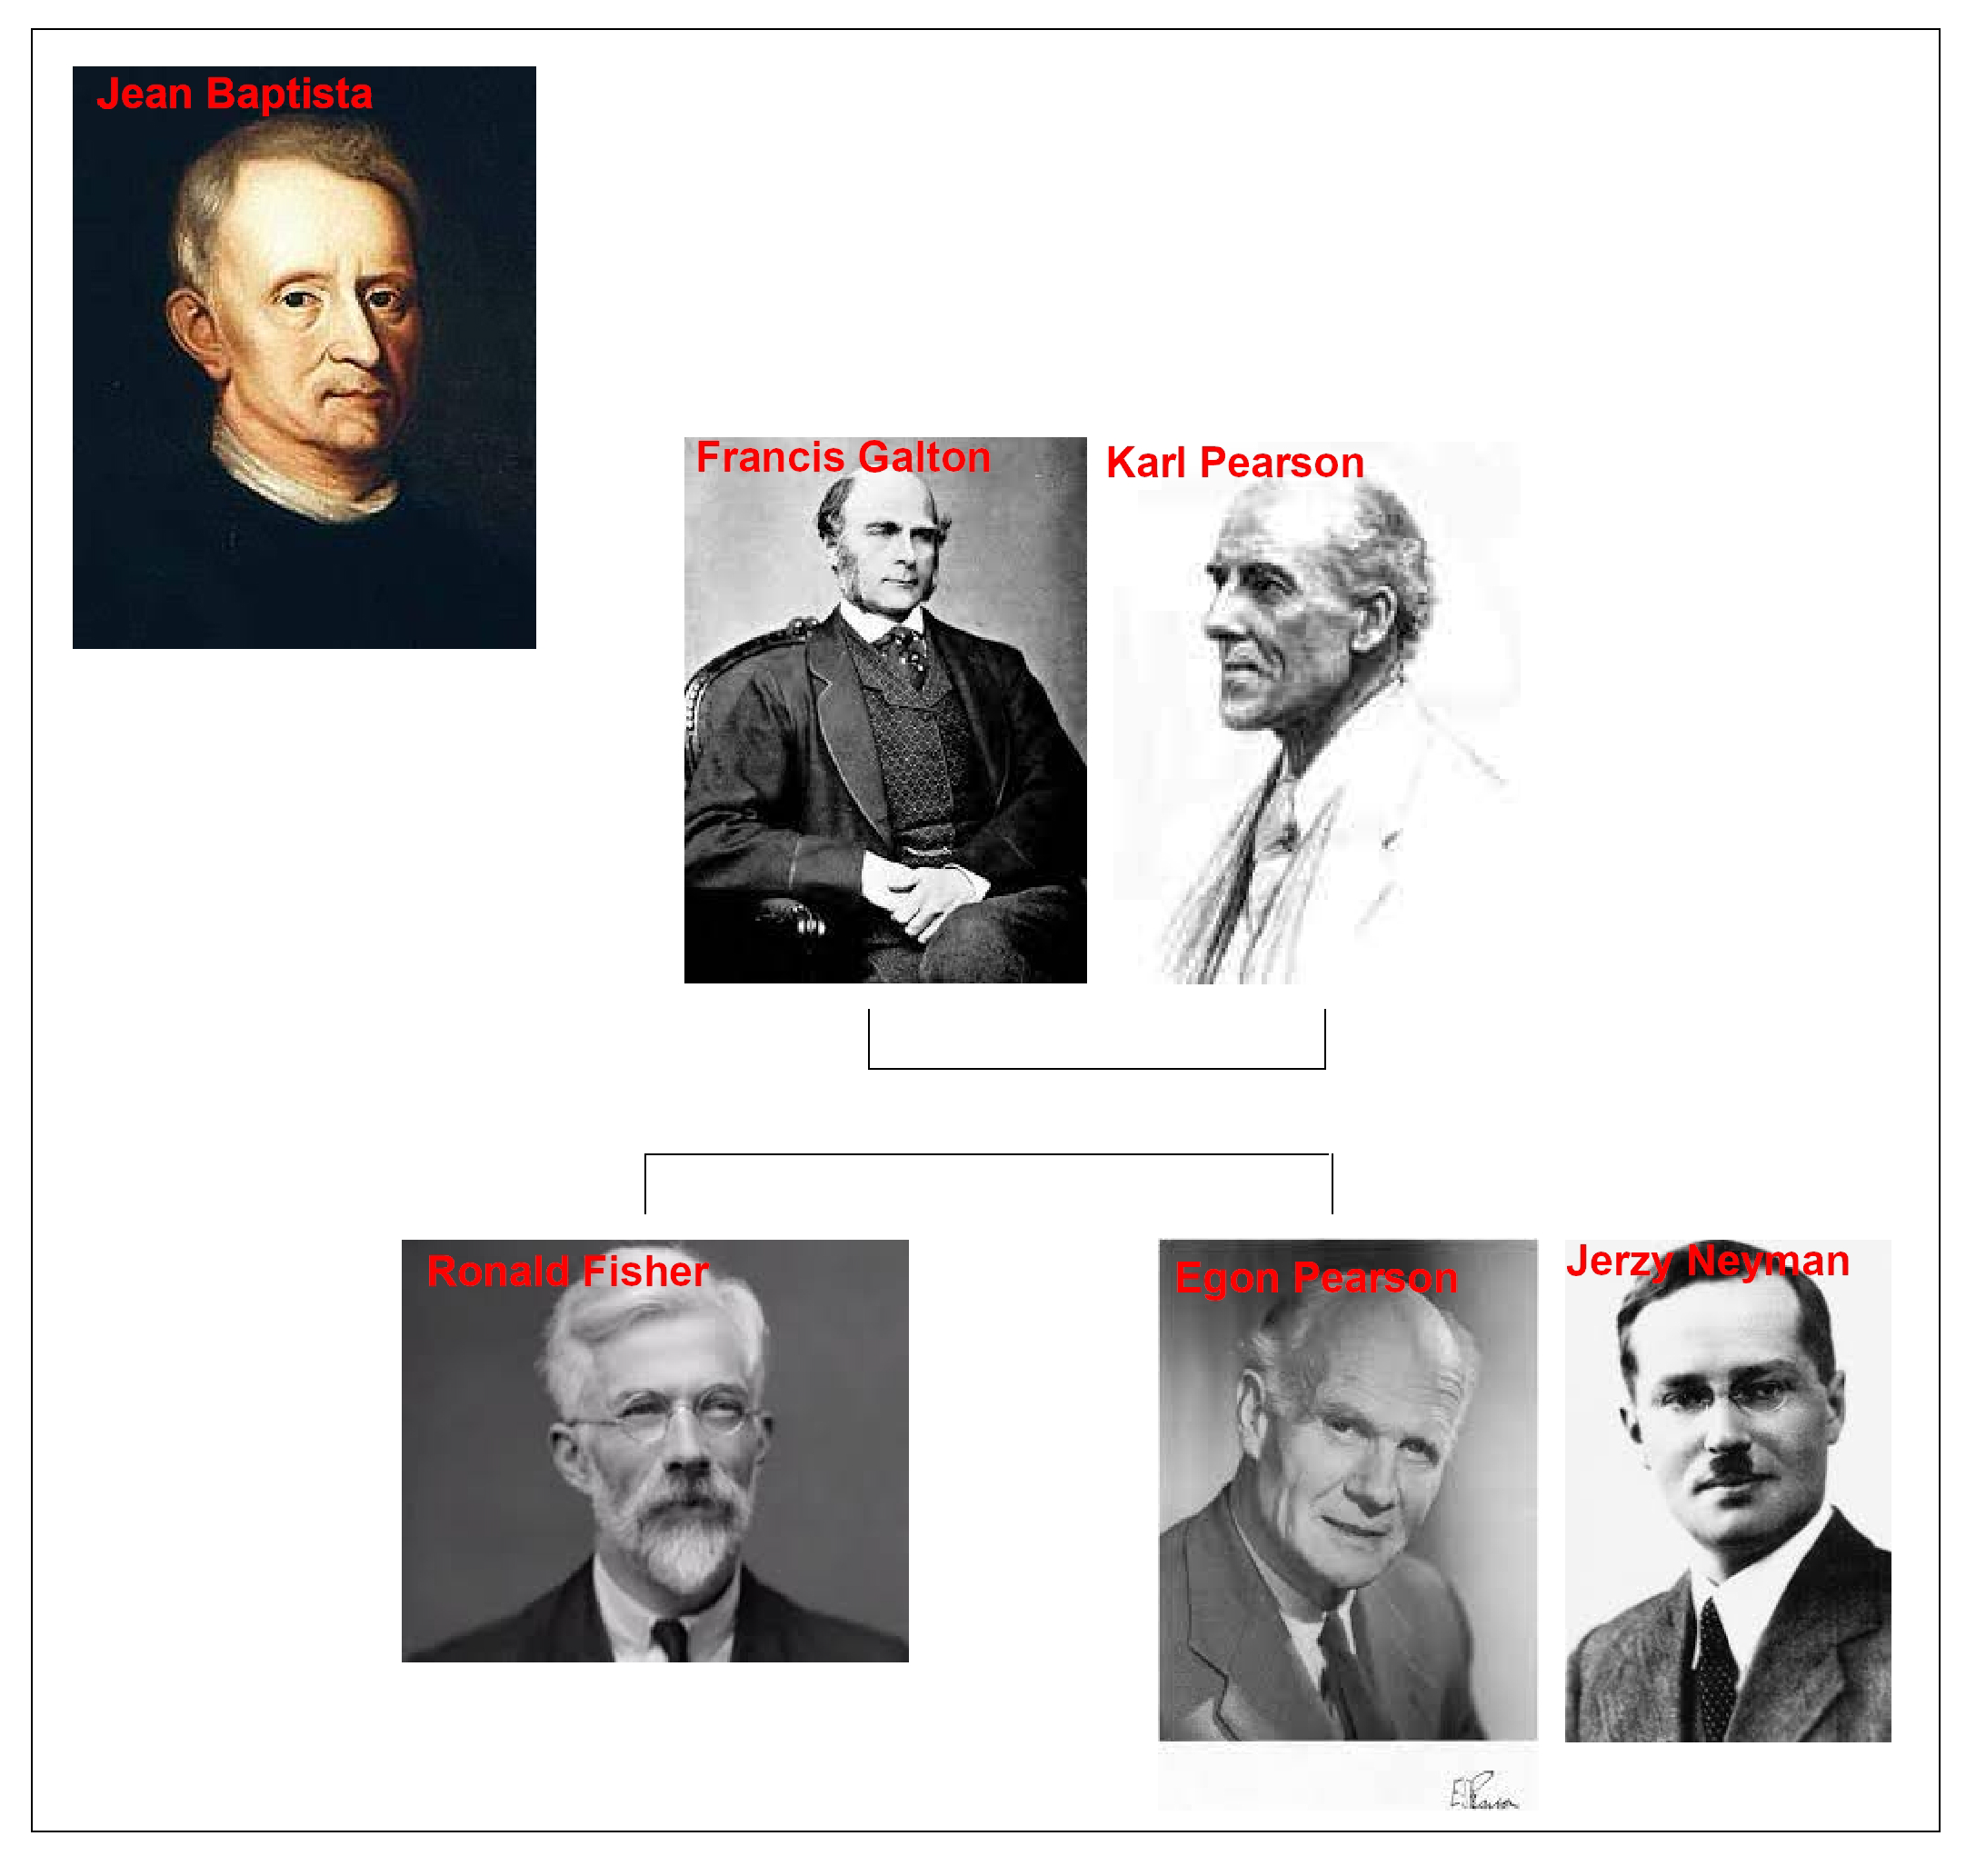 Jean Baptista
Francis Galton
Karl Pearson
Ronald Fisher
Egon Pearson
Jerzy Neyman